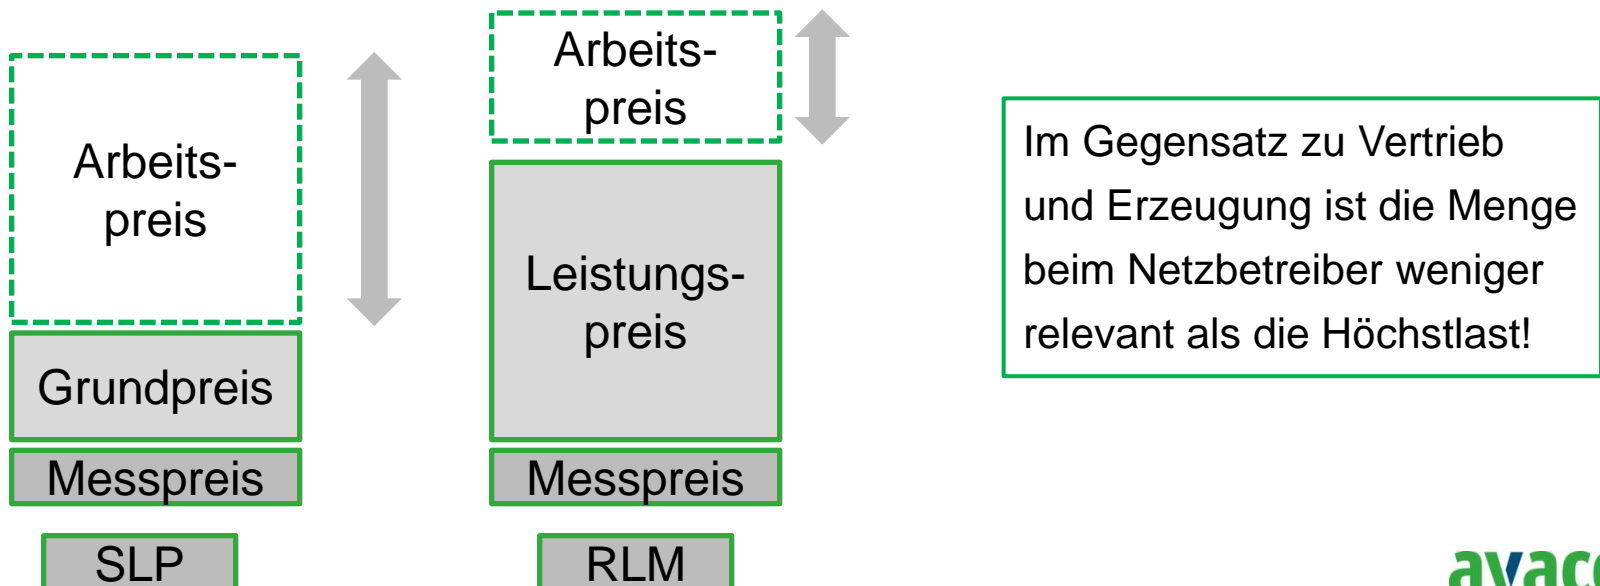 Arbeits-
preis
Grundpreis
Messpreis
SLP
Arbeits-
preis
Leistungs-
preis
Messpreis
RLM
Im Gegensatz zu Vertrieb
und Erzeugung ist die Menge
beim Netzbetreiber weniger
relevant als die Höchstlast!